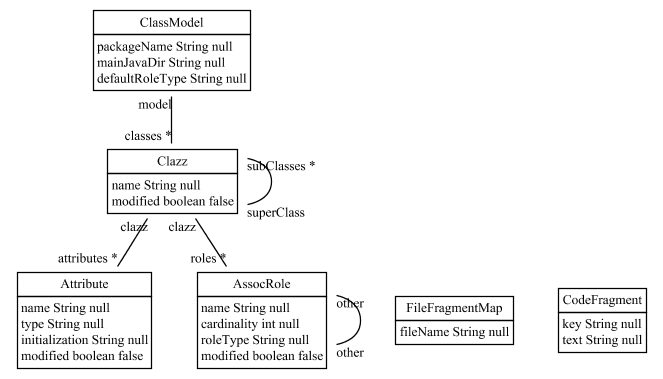 ClassModel
packageName String null
mainJavaDir String null
defaultRoleType String null
model
classes *
Clazz
name String null
modified boolean false
subClasses *
superClass
clazz
clazz
attributes *
roles *
Attribute
name String null
type String null
initialization String null
modified boolean false
AssocRole
name String null
cardinality int null
roleType String null
modified boolean false
other
other
FileFragmentMap
fileName String null
CodeFragment
key String null
text String null